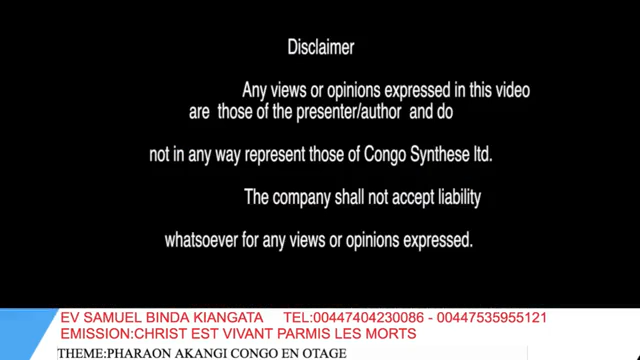 Disclaimer
Any views or opinions expressed in this video
are those of the presenter/author and do
not in any way represent those of Congo Synthese ltd.
The company shall not accept liability
whatsoever for any views or opinions expressed.
EV SAMUEL BINDA KIANGATA TEL:00447404230086 - 00447535955121
EMISSION:CHRIST EST VIVANT PARMIS LES MORTS
THEME:PHARAON AKANGI CONGO EN OTAGE